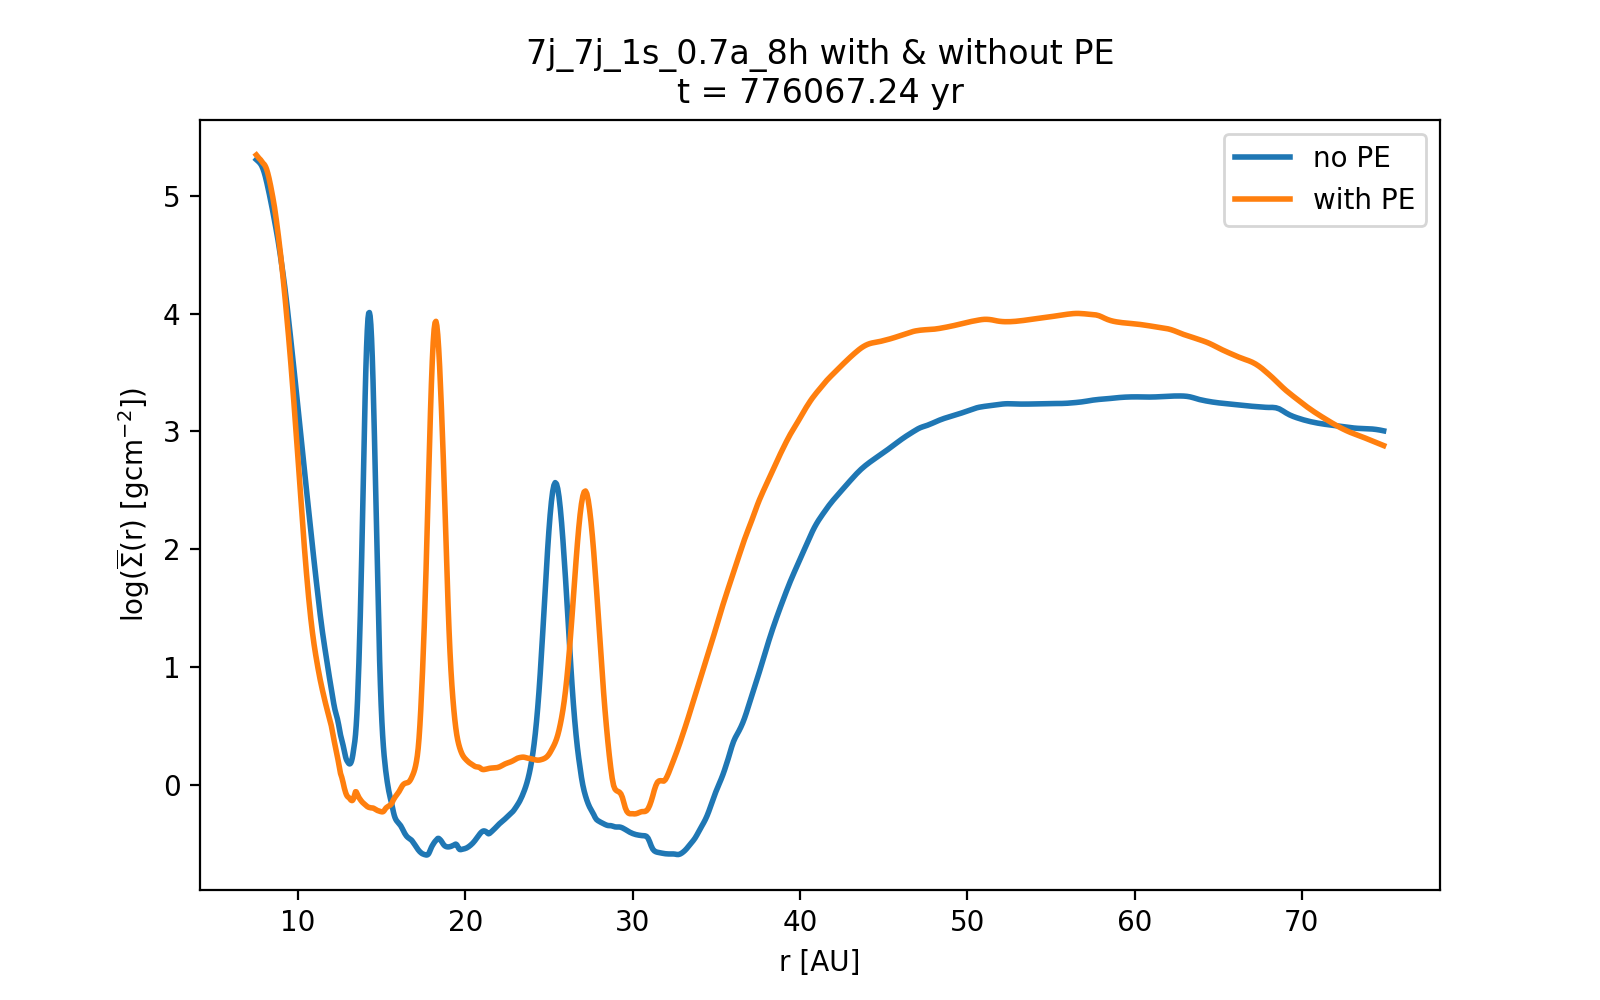 7j_7j_1s_0.7a_8h with & without PE
t = 776067.24 yr
no PE
with PE
log(Σ̅(r) [gcm⁻²])
5
4
3
2
1
0
10 20 30 40 50 60 70
r [AU]